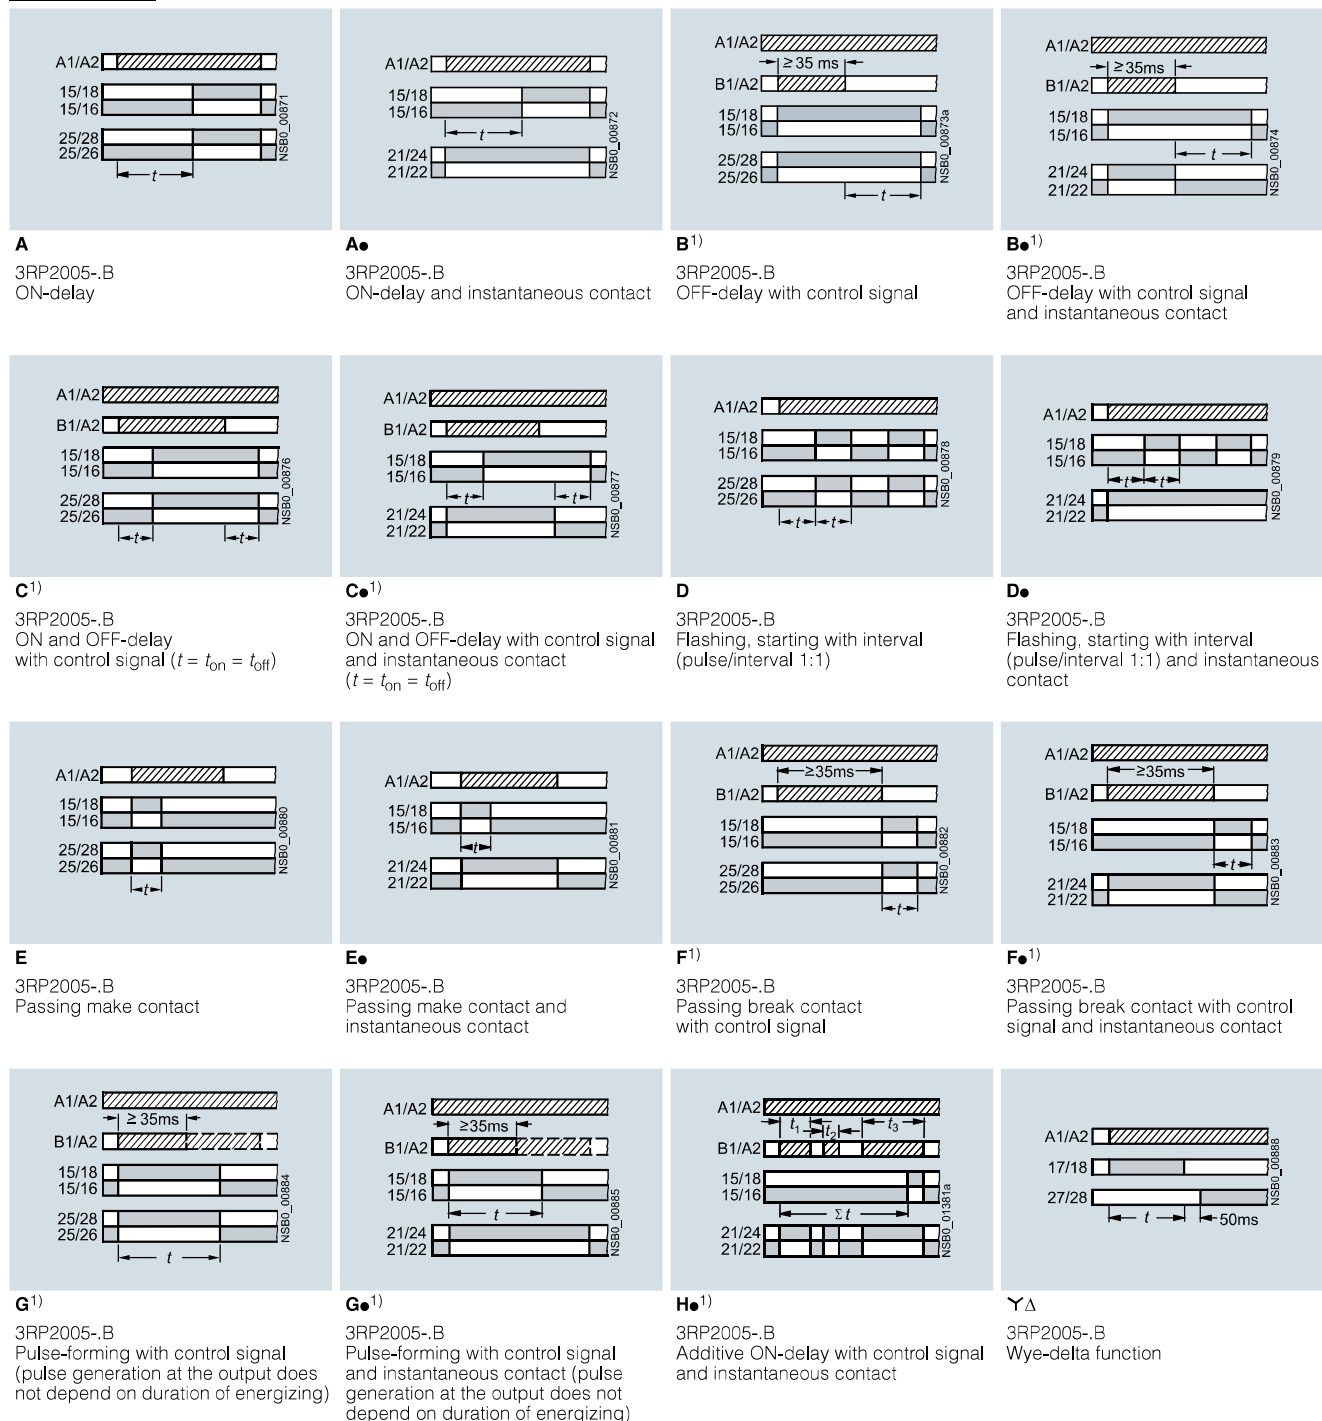 A1/A2
15/18
15/16
25/28
25/26
t
NSB0_00871
A
3RP2005-.B
ON-delay
A1/A2
15/18
15/16
t
21/24
21/22
NSB0_00872
A●
3RP2005-.B
ON-delay and instantaneous contact
A1/A2
≥35 ms
B1/A2
15/18
15/16
25/28
25/26
t
NSB0_00873a
B1)
3RP2005-.B
OFF-delay with control signal
A1/A2
≥35ms
B1/A2
15/18
15/16
t
21/24
21/22
NSB0_00874
B●1)
3RP2005-.B
OFF-delay with control signal
and instantaneous contact
A1/A2
B1/A2
15/18
15/16
25/28
25/26
t
t
NSB0_00876
C1)
3RP2005-.B
ON and OFF-delay
with control signal (t = ton = toff)
A1/A2
B1/A2
15/18
15/16
t
t
21/24
21/22
NSB0_00877
C●1)
3RP2005-.B
ON and OFF-delay with control signal
and instantaneous contact
(t = ton = toff)
A1/A2
15/18
15/16
25/28
25/26
t
t
NSB0_00878
D
3RP2005-.B
Flashing, starting with interval
(pulse/interval 1:1)
A1/A2
15/18
15/16
t
t
21/24
21/22
NSB0_00879
D●
3RP2005-.B
Flashing, starting with interval
(pulse/interval 1:1) and instantaneous
contact
A1/A2
15/18
15/16
25/28
25/26
t
NSB0_00880
E
3RP2005-.B
Passing make contact
A1/A2
15/18
15/16
t
21/24
21/22
NSB0_00881
E●
3RP2005-.B
Passing make contact and
instantaneous contact
A1/A2
≥35ms
B1/A2
15/18
15/16
25/28
25/26
t
NSB0_00882
F1)
3RP2005-.B
Passing break contact
with control signal
A1/A2
≥35ms
B1/A2
15/18
15/16
t
21/24
21/22
NSB0_00883
F●1)
3RP2005-.B
Passing break contact with control
signal and instantaneous contact
A1/A2
≥35ms
B1/A2
15/18
15/16
25/28
25/26
t
NSB0_00884
G1)
3RP2005-.B
Pulse-forming with control signal
(pulse generation at the output does
not depend on duration of energizing)
A1/A2
≥35ms
B1/A2
15/18
15/16
t
21/24
21/22
NSB0_00885
G●1)
3RP2005-.B
Pulse-forming with control signal
and instantaneous contact (pulse
generation at the output does not
depend on duration of energizing)
A1/A2
t1 t2 t3
B1/A2
15/18
15/16
Σt
21/24
21/22
NSB0_01381a
H●1)
3RP2005-.B
Additive ON-delay with control signal
and instantaneous contact
A1/A2
17/18
27/28
t
50ms
NSB0_00888
YΔ
3RP2005-.B
Wye-delta function